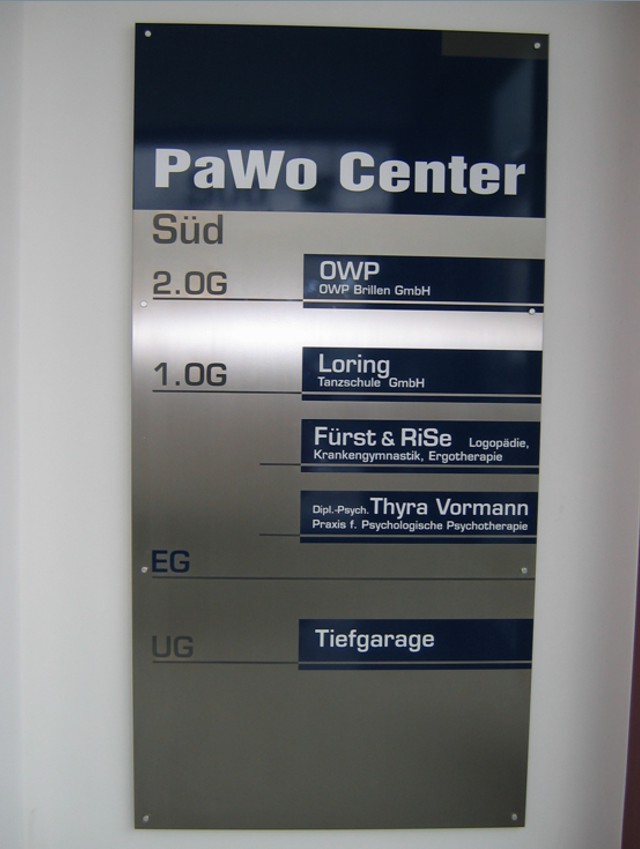 PaWo Center
Süd
2.OG
OWP
OWP Brillen GmbH
1.OG
Loring
Tanzschule GmbH
Fürst & RiSe Logopädie,
Krankengymnastik, Ergotherapie
Dipl.-Psych. Thyra Vormann
Praxis f. Psychologische Psychotherapie
EG
UG
Tiefgarage